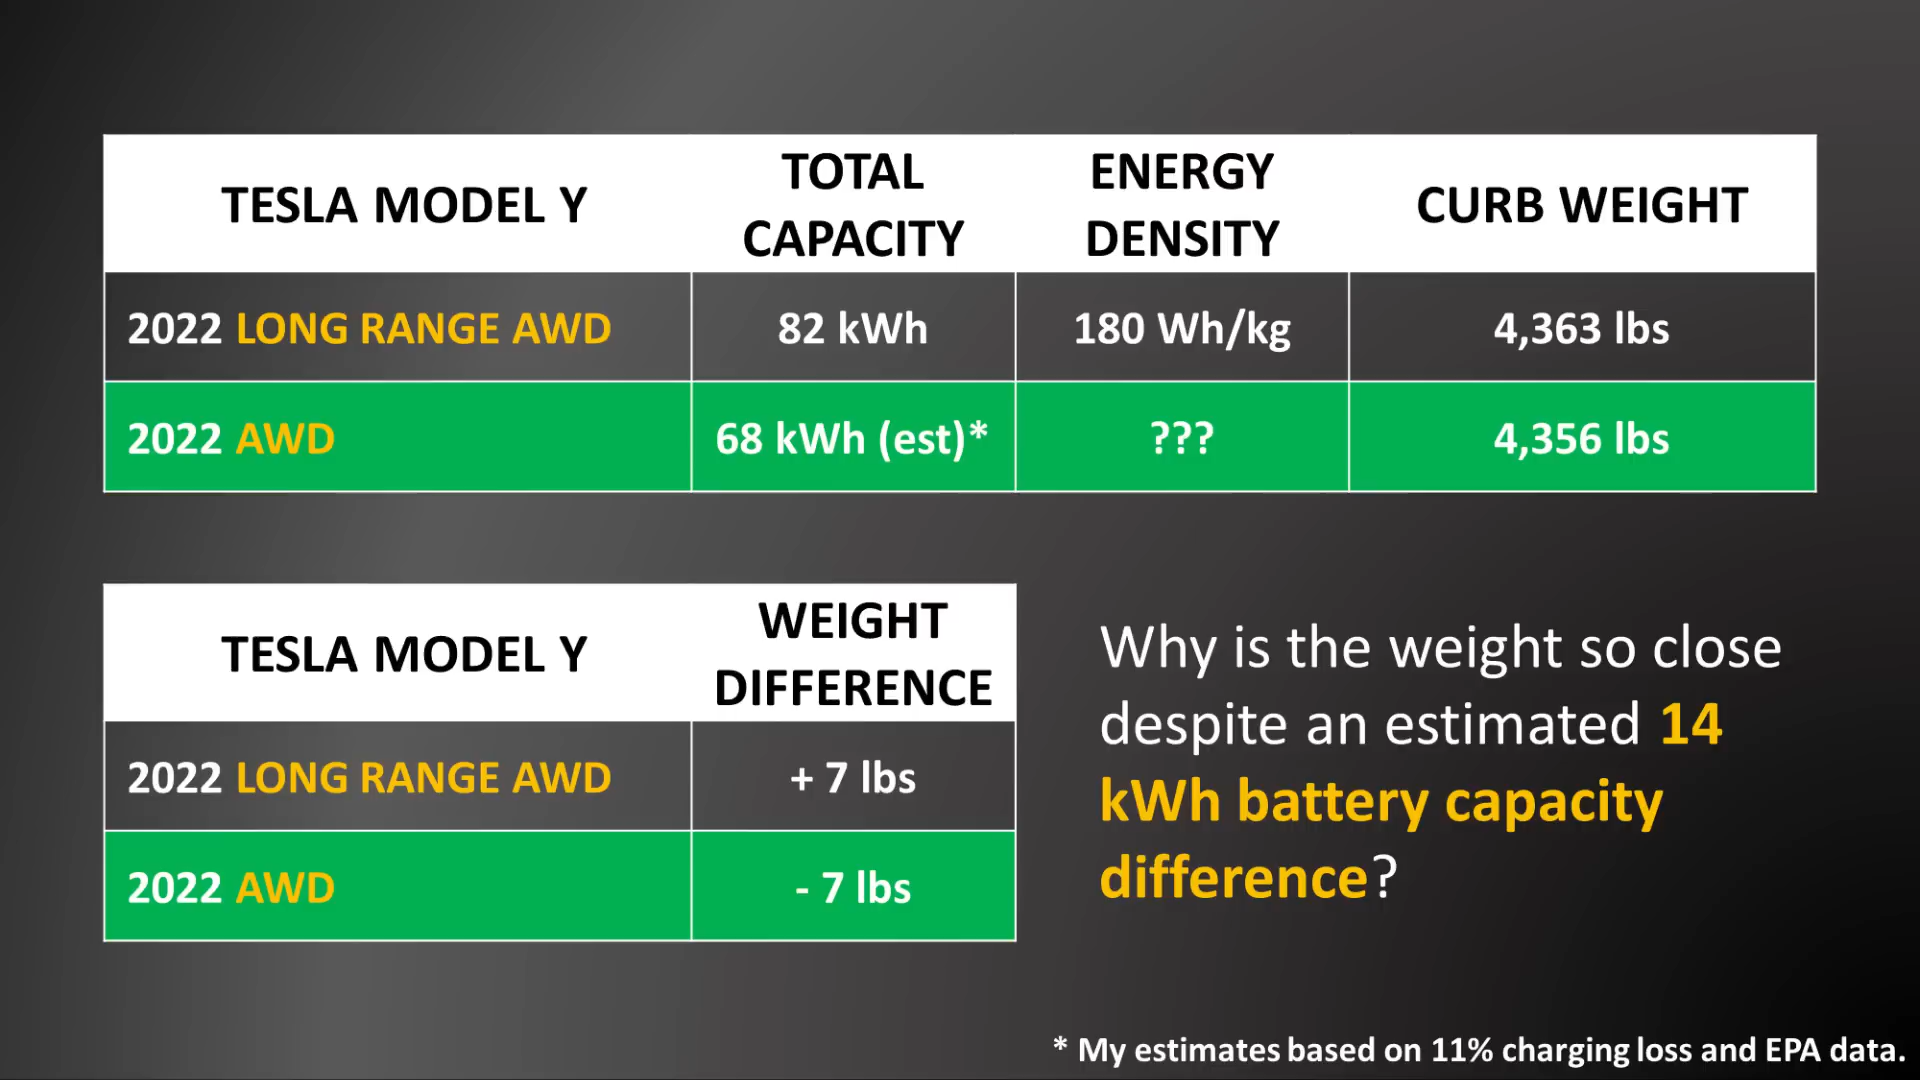 TESLA MODEL Y TOTAL CAPACITY ENERGY DENSITY CURB WEIGHT
2022 LONG RANGE AWD 82 kWh 180 Wh/kg 4,363 lbs
2022 AWD 68 kWh (est)* ??? 4,356 lbs
TESLA MODEL Y WEIGHT DIFFERENCE
2022 LONG RANGE AWD + 7 lbs
2022 AWD - 7 lbs
Why is the weight so close
despite an estimated 14
kWh battery capacity
difference?
* My estimates based on 11% charging loss and EPA data.